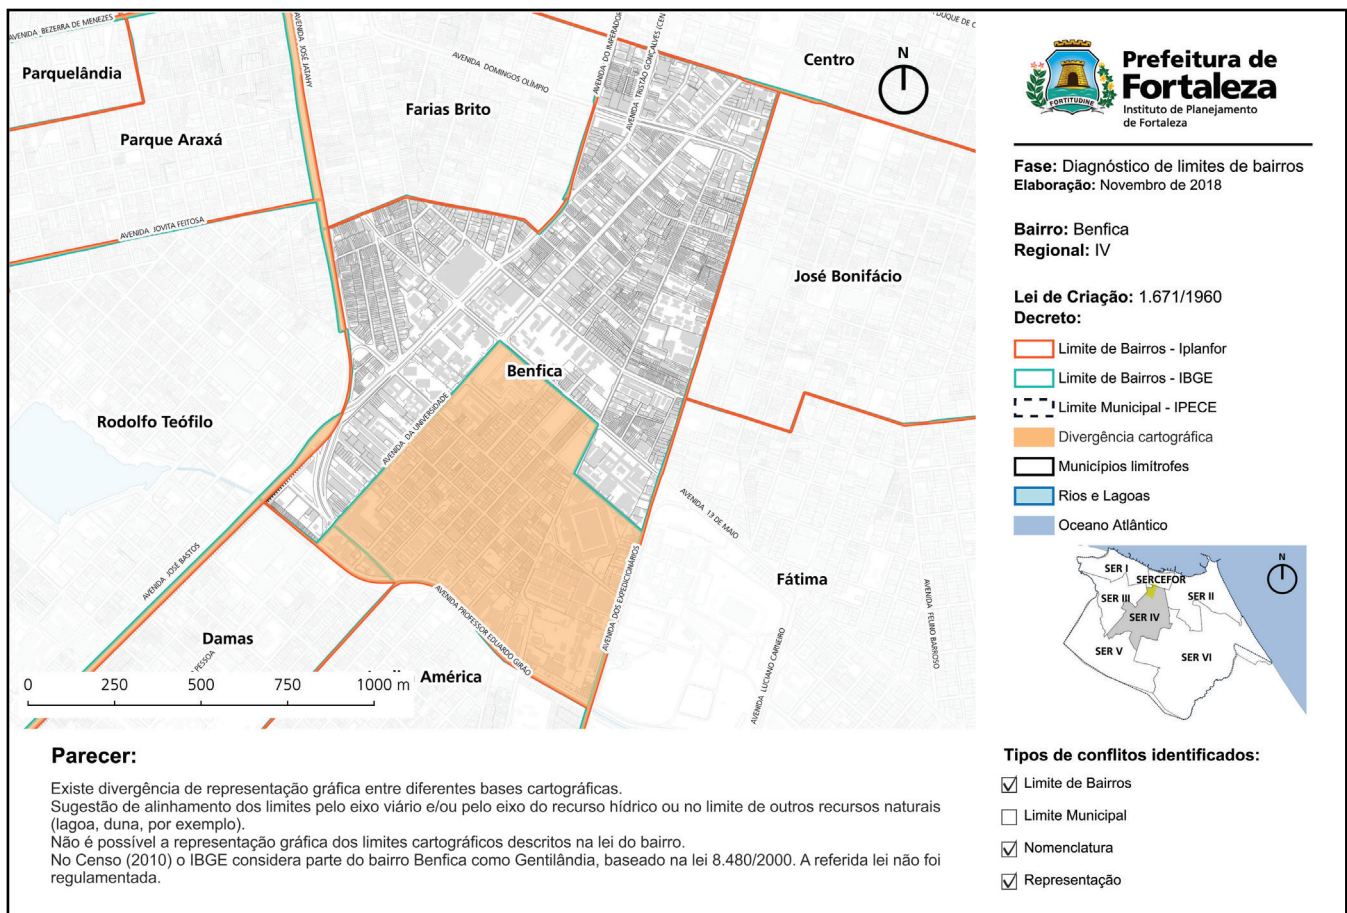 AVENIDA BEZERRA DE MENEZES
Parquelândia
Parque Araxá
AVENIDA JOSÉ JATAHY
AVENIDA DOMINGOS OLÍMPIO
Farias Brito
AVENIDA DO IMPERADOR
AVENIDA TRISTÃO GONÇALVES (CEN
DUQUE DE C
Centro
N
AVENIDA JOVITA FEITOSA
José Bonifácio
Benfica
AVENIDA DA UNIVERSIDADE
Rodolfo Teófilo
AVENIDA 13 DE MAIO
AVENIDA JOSÉ BASTOS
Fátima
AVENIDA DOS EXPEDICIONÁRIOS
AVENIDA PROFESSOR EDUARDO GIRÃO
AVENIDA LUCIANO CARNEIRO
AVENIDA FELINO BARROSO
Damas
PESSOA
América
0 250 500 750 1000 m
FORTITUDINE
Prefeitura de
Fortaleza
Instituto de Planejamento
de Fortaleza
Fase: Diagnóstico de limites de bairros
Elaboração: Novembro de 2018
Bairro: Benfica
Regional: IV
Lei de Criação: 1.671/1960
Decreto:
Limite de Bairros - Iplanfor
Limite de Bairros - IBGE
Limite Municipal - IPECE
Divergência cartográfica
Municípios limítrofes
Rios e Lagoas
Oceano Atlântico
N
SER I
SERCEFOR
SER III
SER II
SER IV
SER V
SER VI
Parecer:
Existe divergência de representação gráfica entre diferentes bases cartográficas.
Sugestão de alinhamento dos limites pelo eixo viário e/ou pelo eixo do recurso hídrico ou no limite de outros recursos naturais
(lagoa, duna, por exemplo).
Não é possível a representação gráfica dos limites cartográficos descritos na lei do bairro.
No Censo (2010) o IBGE considera parte do bairro Benfica como Gentilândia, baseado na lei 8.480/2000. A referida lei não foi
regulamentada.
Tipos de conflitos identificados:
Limite de Bairros
Limite Municipal
Nomenclatura
Representação